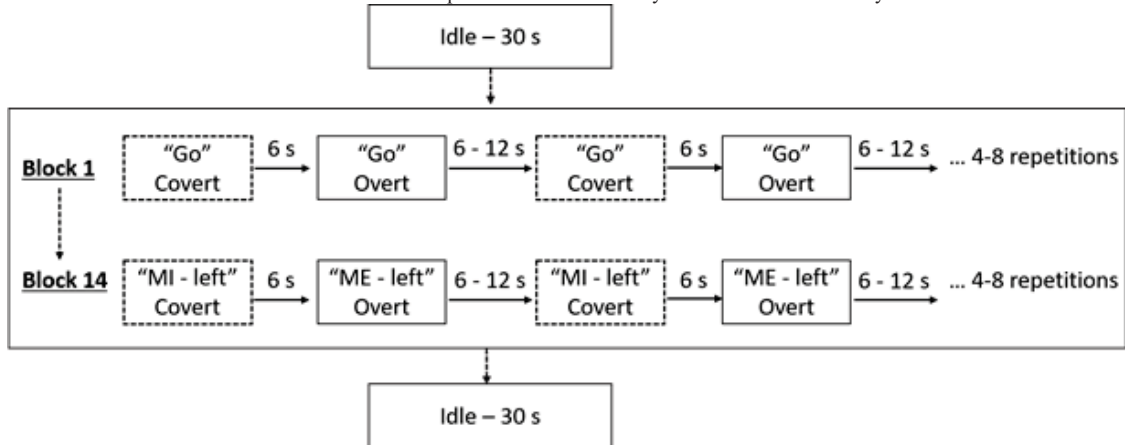 Idle – 30 s
Block 1 “Go” Covert 6 s “Go” Overt 6 - 12 s “Go” Covert 6 s “Go” Overt 6 - 12 s ... 4-8 repetitions
Block 14 “MI - left” Covert 6 s “ME - left” Overt 6 - 12 s “MI - left” Covert 6 s “ME - left” Overt 6 - 12 s ... 4-8 repetitions
Idle – 30 s